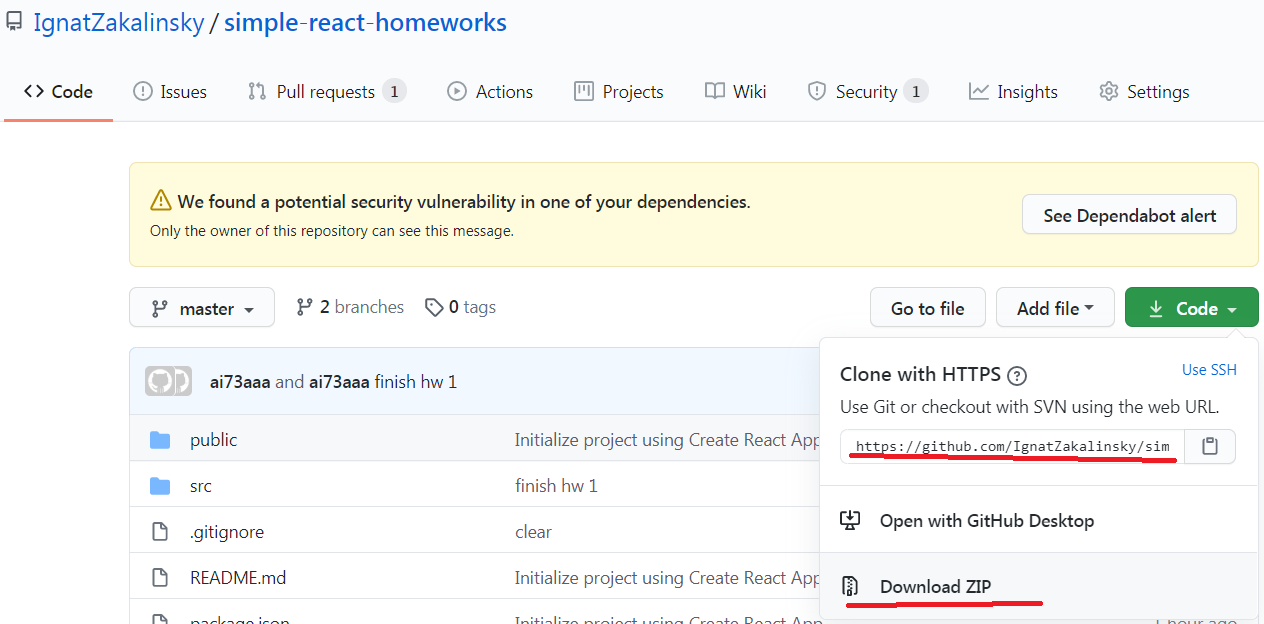 IgnatZakalinsky / simple-react-homeworks
Code Issues Pull requests 1 Actions Projects Wiki Security 1 Insights Settings
We found a potential security vulnerability in one of your dependencies.
Only the owner of this repository can see this message.
See Dependabot alert
master 2 branches 0 tags Go to file Add file Code
ai73aaa and ai73aaa finish hw 1
public Initialize project using Create React App
src finish hw 1
.gitignore clear
README.md Initialize project using Create React App
package.json Initialize project using Create React App
Clone with HTTPS ? Use SSH
Use Git or checkout with SVN using the web URL.
https://github.com/IgnatZakalinsky/sim
Open with GitHub Desktop
Download ZIP
1 hour ago